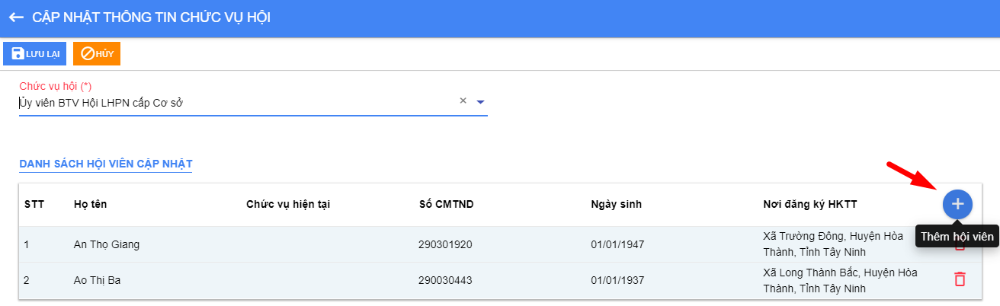 CẬP NHẬT THÔNG TIN CHỨC VỤ HỘI
LƯU LẠI HỦY
Chức vụ hội (*)
Ủy viên BTV Hội LHPN cấp Cơ sở
DANH SÁCH HỘI VIÊN CẬP NHẬT
STT Họ tên Chức vụ hiện tại Số CMTND Ngày sinh Nơi đăng ký HKTT
Thêm hội viên
1 An Thọ Giang 290301920 01/01/1947 Xã Trường Đông, Huyện Hòa
Thành, Tỉnh Tây Ninh
2 Ao Thị Ba 290030443 01/01/1937 Xã Long Thành Bắc, Huyện Hòa
Thành, Tỉnh Tây Ninh